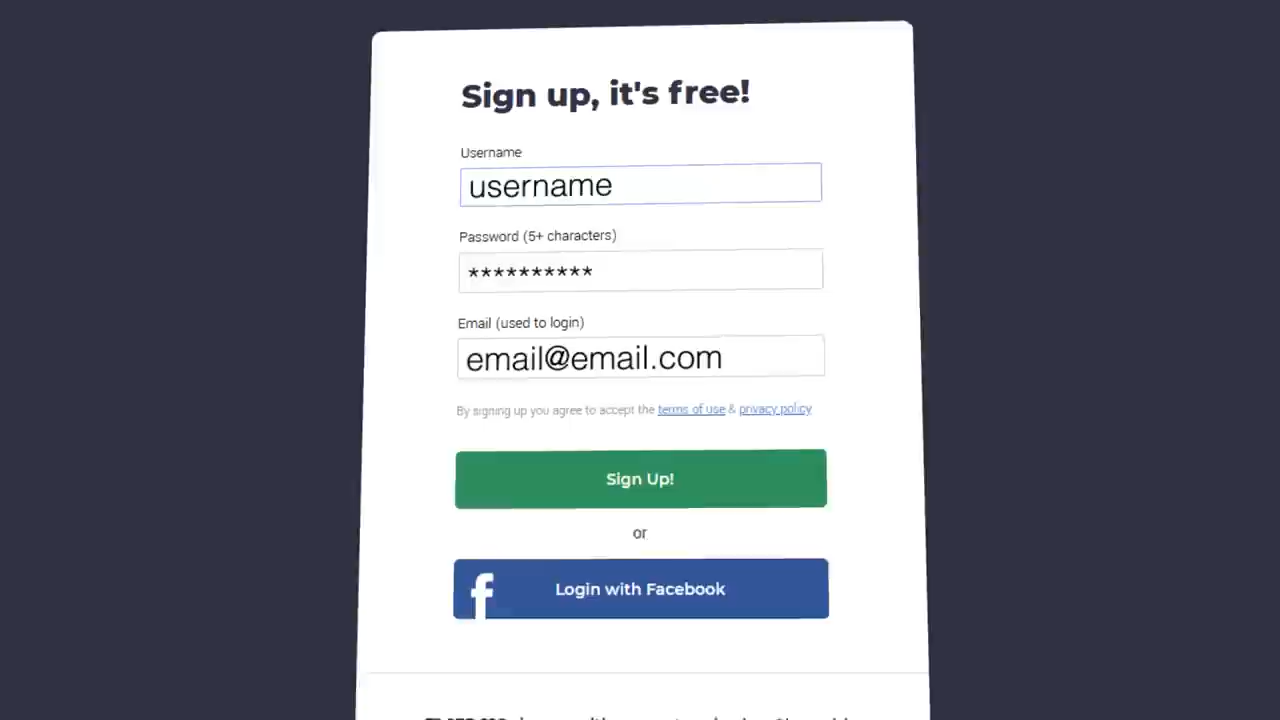 Sign up, it's free!
Username
username
Password (5+ characters)
**********
Email (used to login)
email@email.com
By signing up you agree to accept the terms of use & privacy policy
Sign Up!
or
f Login with Facebook